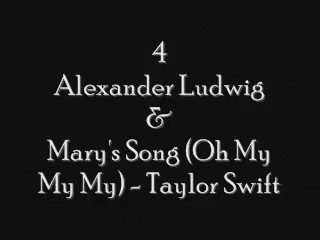 4
Alexander Ludwig
&
Mary's Song (Oh My
My My) - Taylor Swift